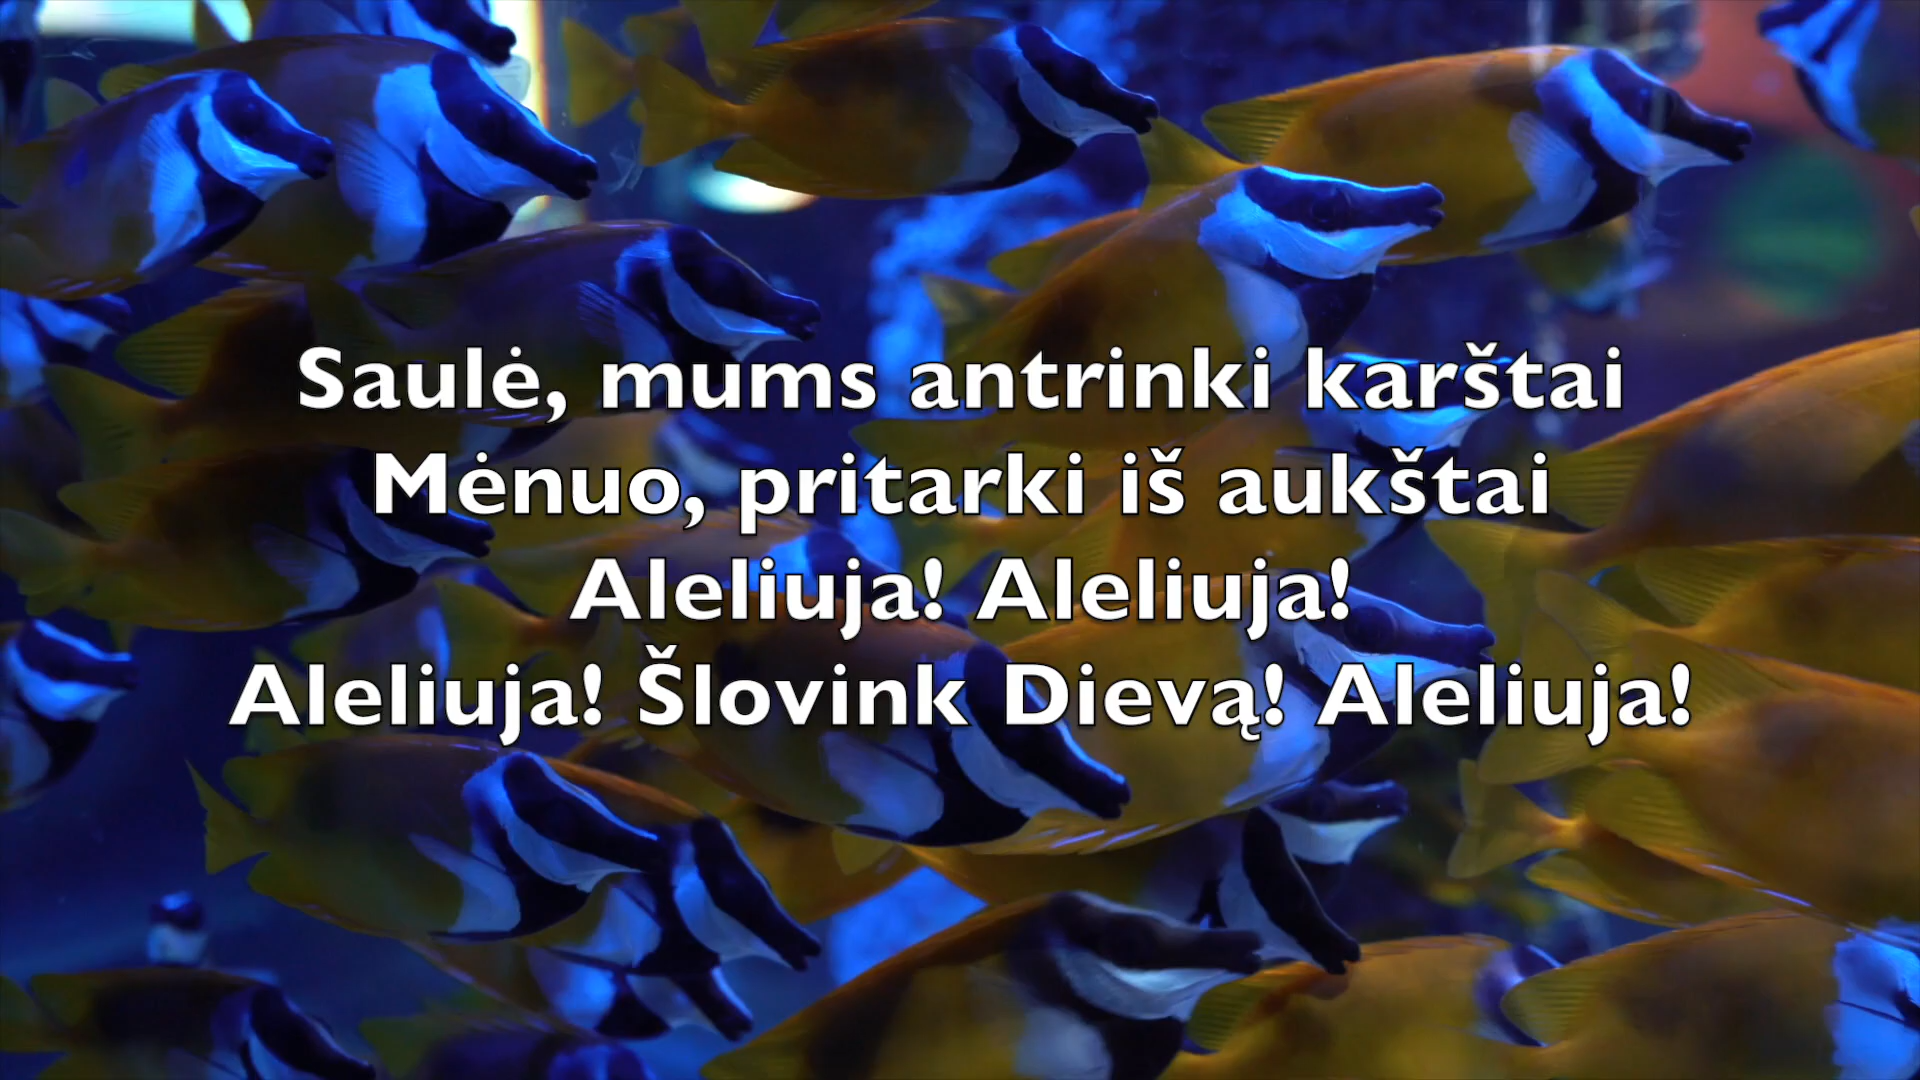 Saulė, mums antrinki karštai
Mėnuo, pritarki iš aukštai
Aleliuja! Aleliuja!
Aleliuja! Šlovink Dievą! Aleliuja!